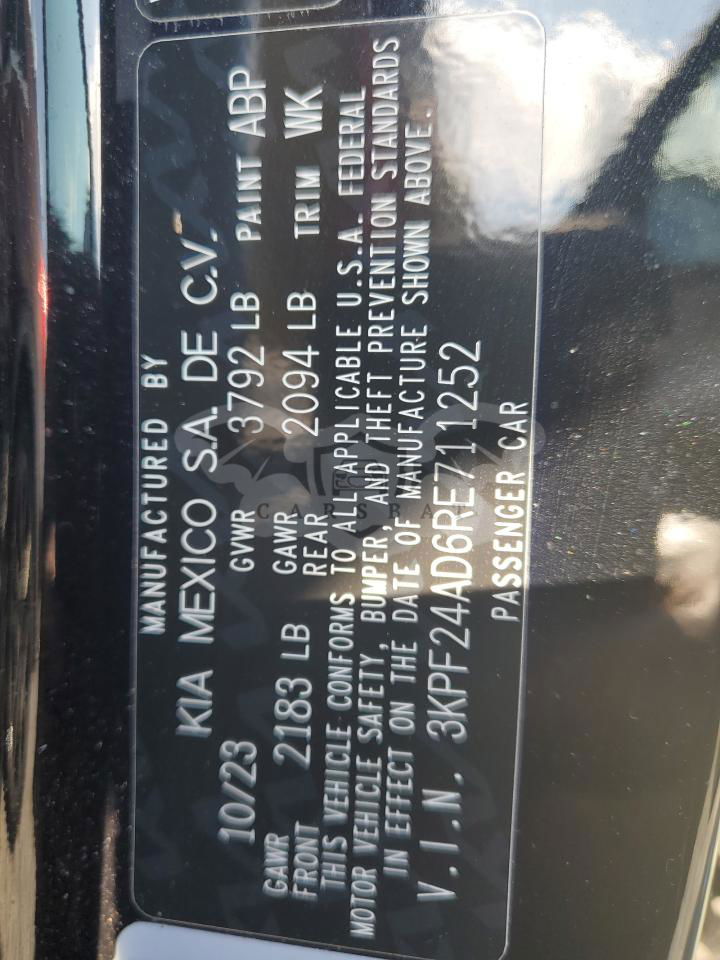 MANUFACTURED BY
KIA MEXICO S.A. DE C.V.
10/23 GVWR 3792 LB PAINT ABP
GAWR FRONT 2183 LB GAWR REAR 2094 LB TRIM WK
THIS VEHICLE CONFORMS TO ALL APPLICABLE U.S.A. FEDERAL
MOTOR VEHICLE SAFETY, BUMPER, AND THEFT PREVENTION STANDARDS
IN EFFECT ON THE DATE OF MANUFACTURE SHOWN ABOVE.
V.I.N. 3KPF24AD6RE711252
PASSENGER CAR
CARSBAT